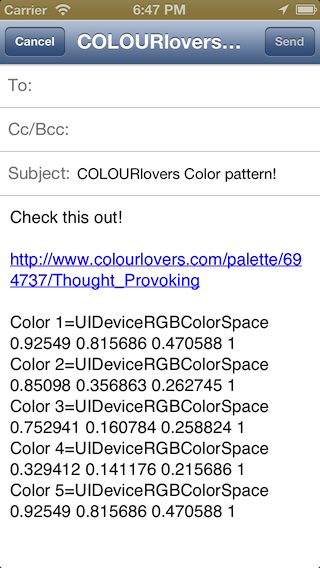 Carrier 6:47 PM
Cancel COLOURlovers... Send
To:
Cc/Bcc:
Subject: COLOURlovers Color pattern!
Check this out!
http://www.colourlovers.com/palette/69
4737/Thought_Provoking
Color 1=UIDeviceRGBColorSpace
0.92549 0.815686 0.470588 1
Color 2=UIDeviceRGBColorSpace
0.85098 0.356863 0.262745 1
Color 3=UIDeviceRGBColorSpace
0.752941 0.160784 0.258824 1
Color 4=UIDeviceRGBColorSpace
0.329412 0.141176 0.215686 1
Color 5=UIDeviceRGBColorSpace
0.92549 0.815686 0.470588 1